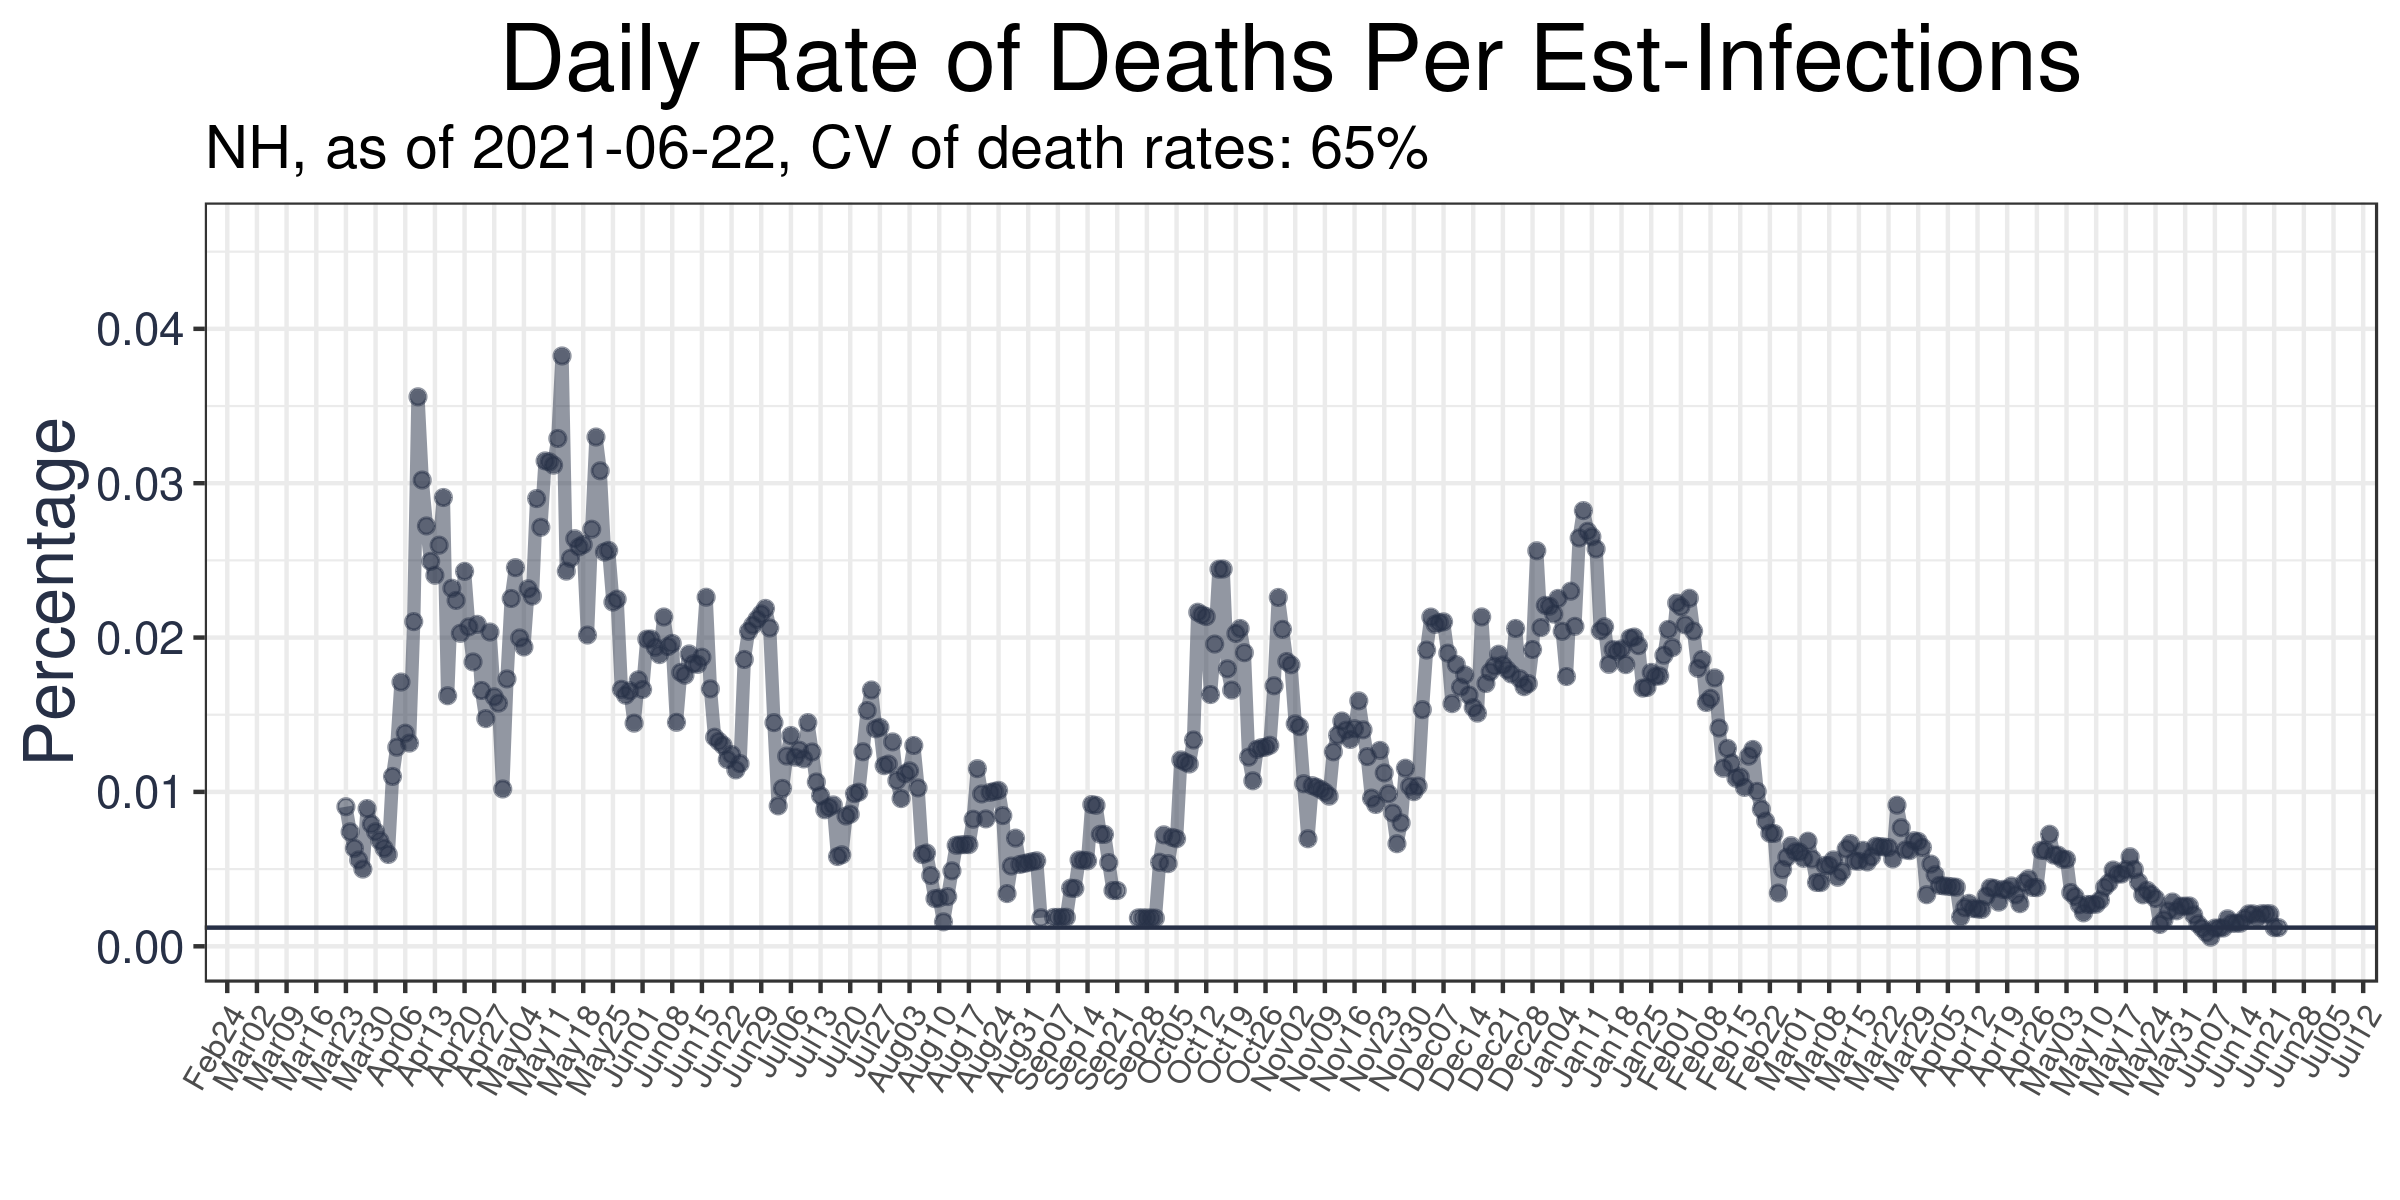 Daily Rate of Deaths Per Est-Infections
NH, as of 2021-06-22, CV of death rates: 65%
Percentage
0.04
0.03
0.02
0.01
0.00
Feb24
Mar02
Mar09
Mar16
Mar23
Mar30
Apr06
Apr13
Apr20
Apr27
May04
May11
May18
May25
Jun01
Jun08
Jun15
Jun22
Jun29
Jul06
Jul13
Jul20
Jul27
Aug03
Aug10
Aug17
Aug24
Aug31
Sep07
Sep14
Sep21
Sep28
Oct05
Oct12
Oct19
Oct26
Nov02
Nov09
Nov16
Nov23
Nov30
Dec07
Dec14
Dec21
Dec28
Jan04
Jan11
Jan18
Jan25
Feb01
Feb08
Feb15
Feb22
Mar01
Mar08
Mar15
Mar22
Mar29
Apr05
Apr12
Apr19
Apr26
May03
May10
May17
May24
May31
Jun07
Jun14
Jun21
Jun28
Jul05
Jul12